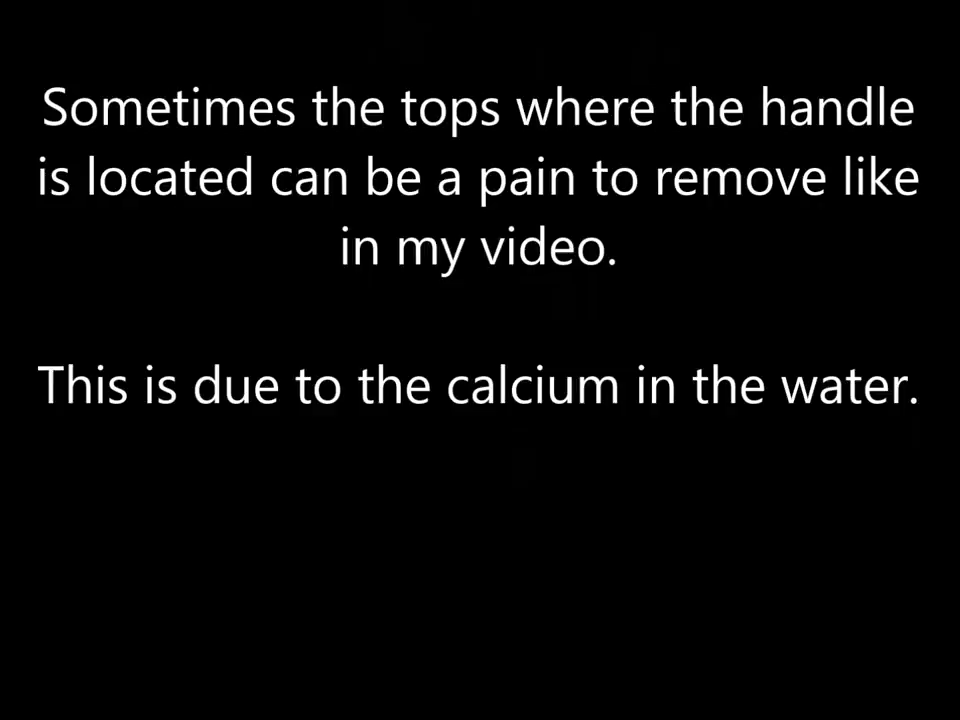 Sometimes the tops where the handle
is located can be a pain to remove like
in my video.
This is due to the calcium in the water.